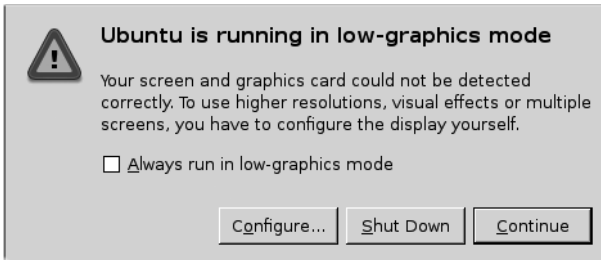 Ubuntu is running in low-graphics mode
Your screen and graphics card could not be detected
correctly. To use higher resolutions, visual effects or multiple
screens, you have to configure the display yourself.
Always run in low-graphics mode
Configure... Shut Down Continue